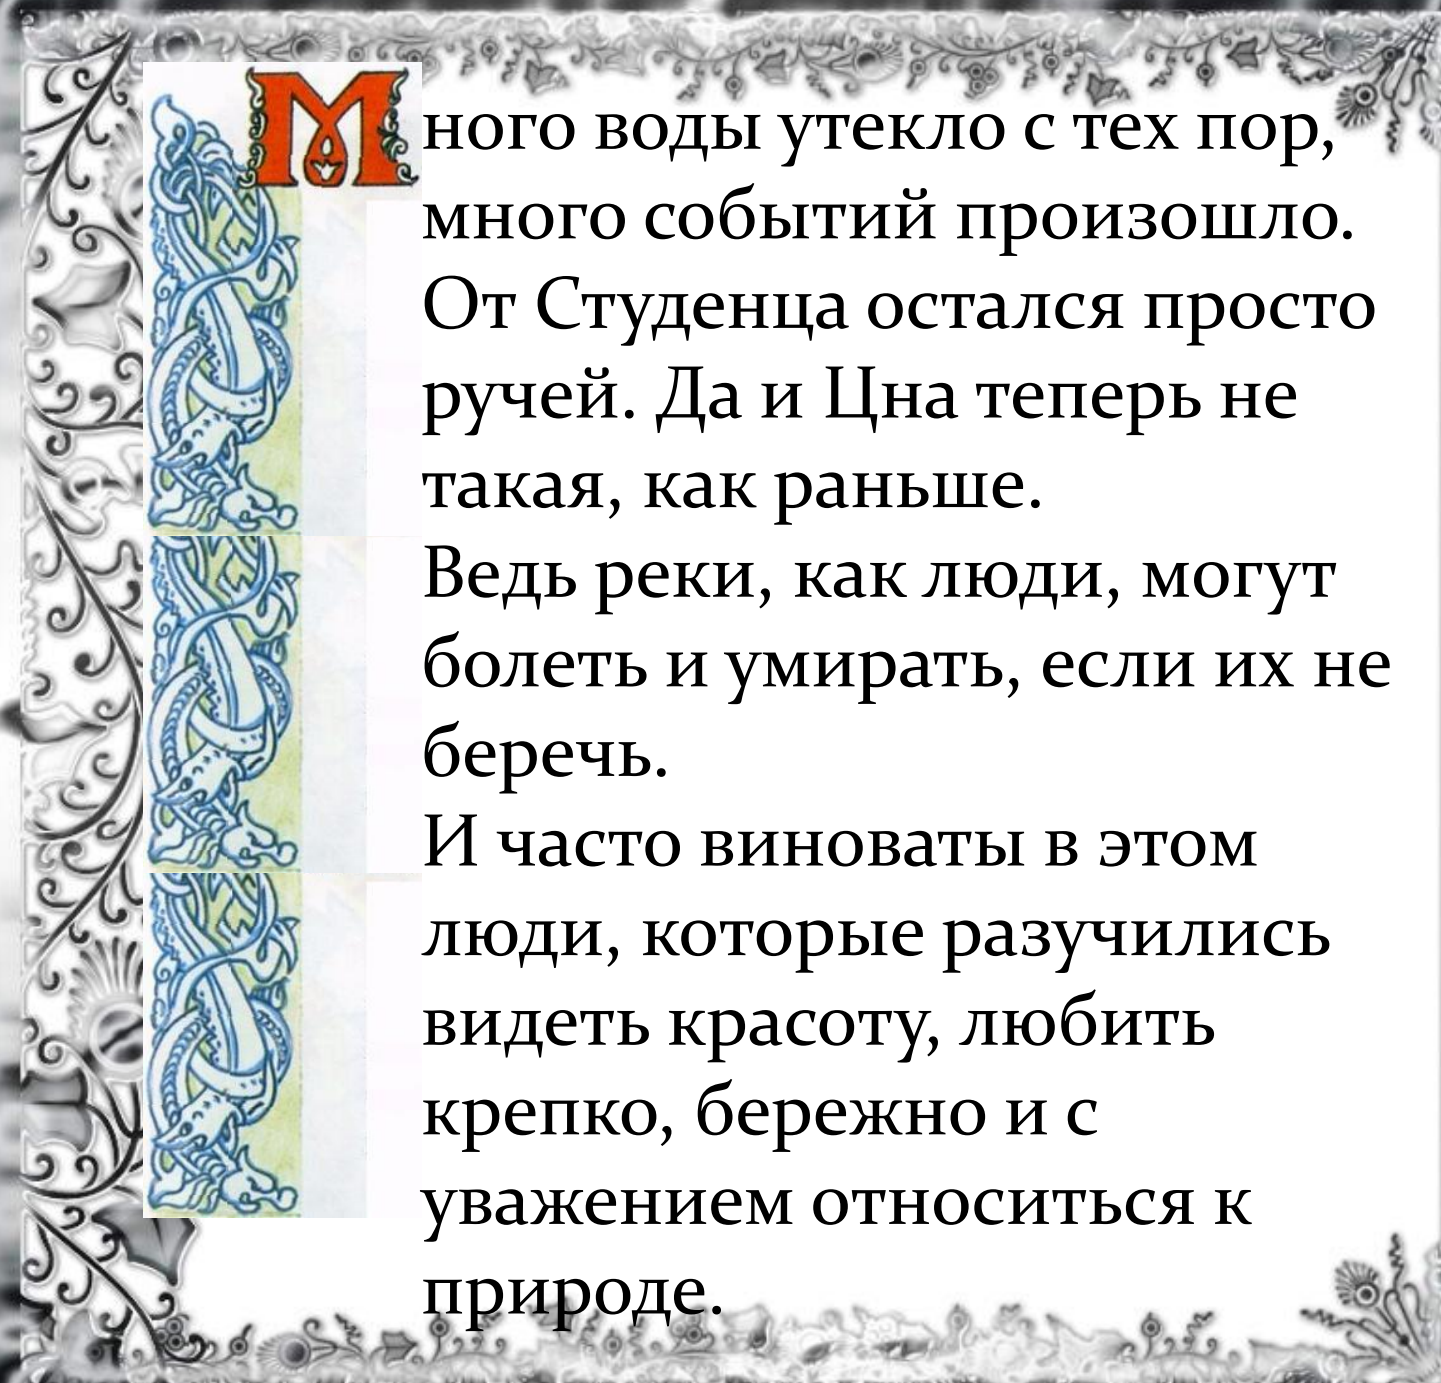 Много воды утекло с тех пор,
много событий произошло.
От Студенца остался просто
ручей. Да и Цна теперь не
такая, как раньше.
Ведь реки, как люди, могут
болеть и умирать, если их не
беречь.
И часто виноваты в этом
люди, которые разучились
видеть красоту, любить
крепко, бережно и с
уважением относиться к
природе.